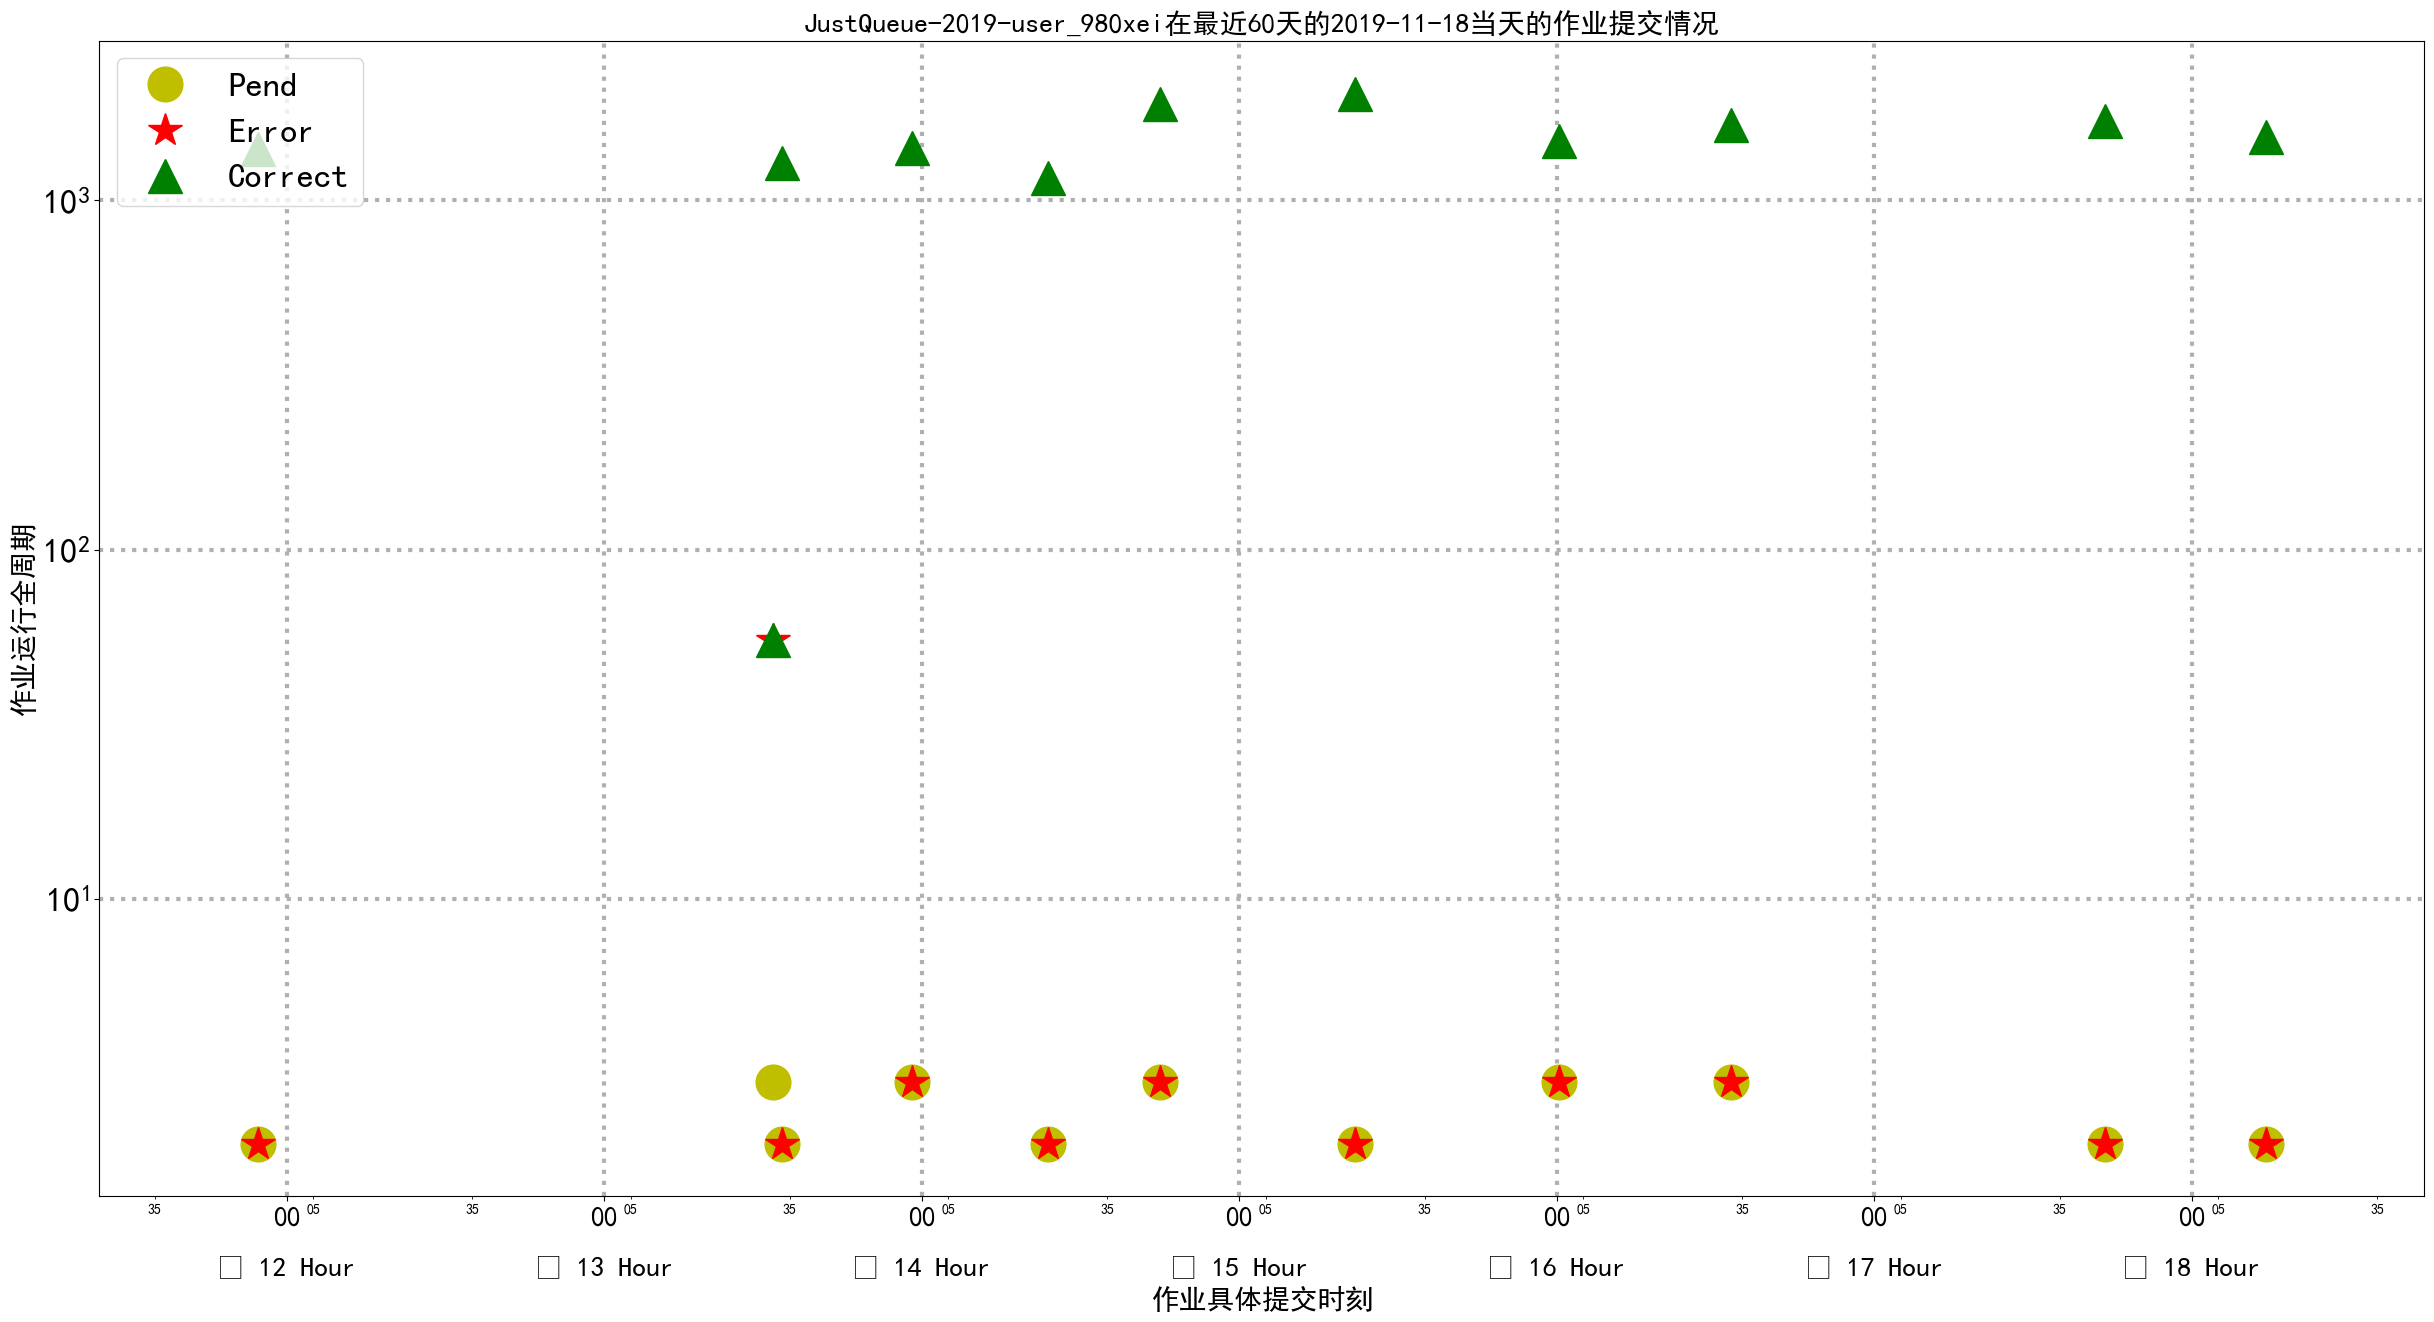 JustQueue-2019-user_980xei在最近60天的2019-11-18当天的作业提交情况
Pend
Error
Correct
10³
10²
10¹
作业运行全周期
35 00 05 35 00 05 35 00 05 35 00 05 35 00 05 35 00 05 35 00 05 35
□ 12 Hour □ 13 Hour □ 14 Hour □ 15 Hour □ 16 Hour □ 17 Hour □ 18 Hour
作业具体提交时刻